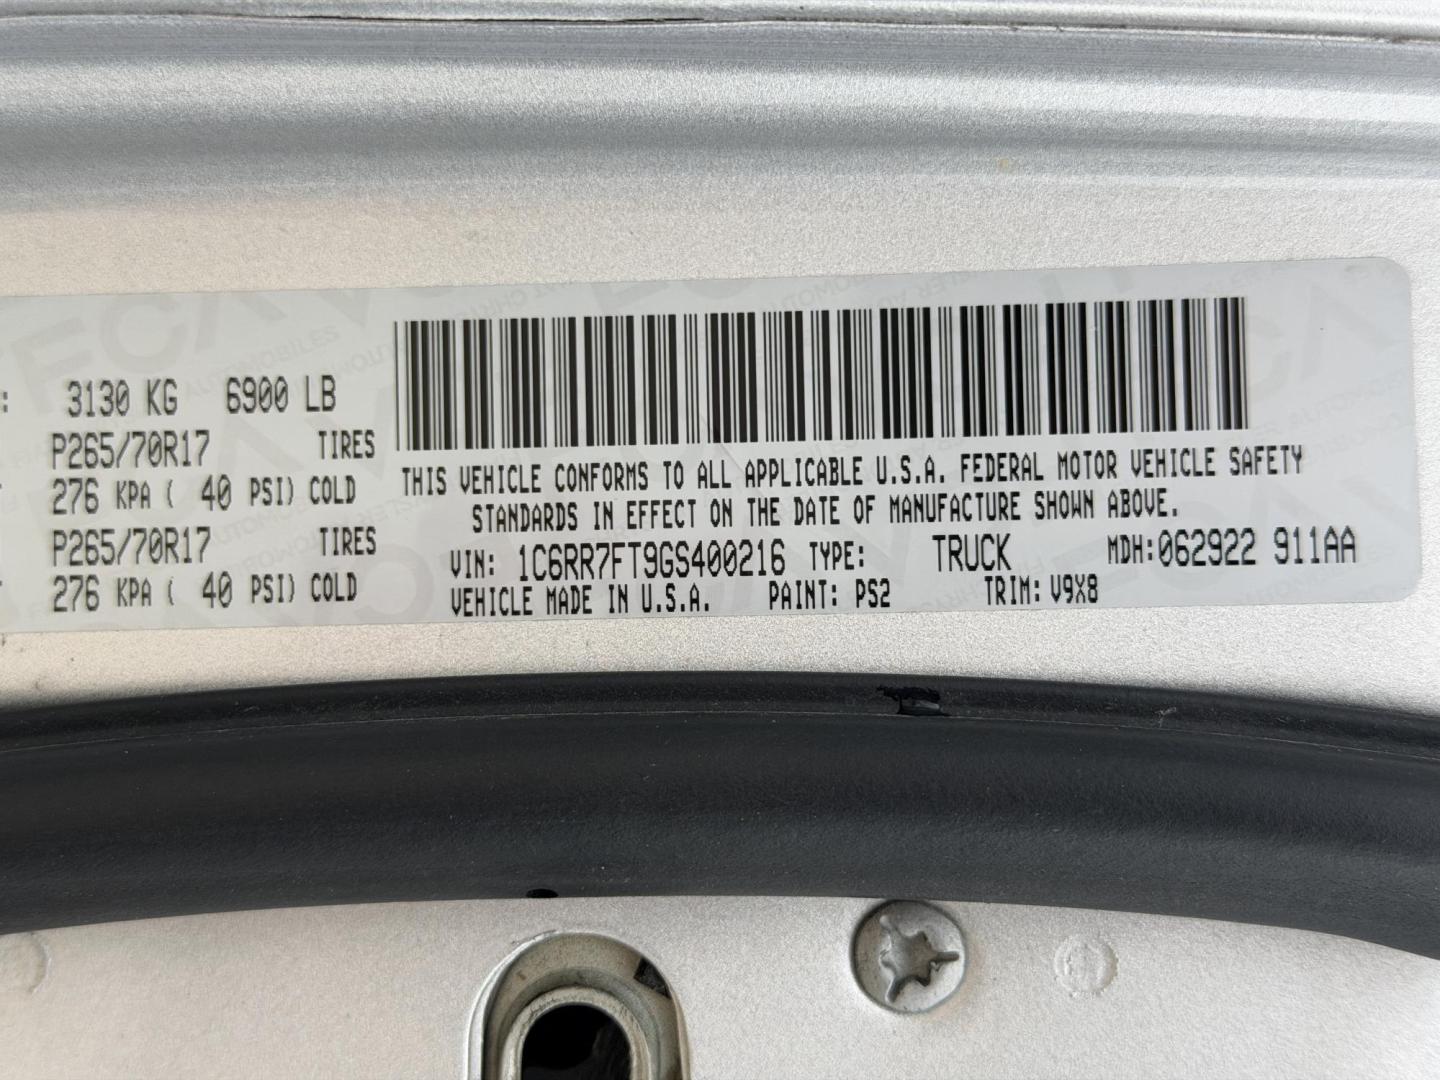 : 3130 KG 6900 LB
P265/70R17 TIRES
276 KPA ( 40 PSI) COLD
P265/70R17 TIRES
276 KPA ( 40 PSI) COLD
THIS VEHICLE CONFORMS TO ALL APPLICABLE U.S.A. FEDERAL MOTOR VEHICLE SAFETY
STANDARDS IN EFFECT ON THE DATE OF MANUFACTURE SHOWN ABOVE.
VIN: 1C6RR7FT9GS400216 TYPE: TRUCK MDH:062922 911AA
VEHICLE MADE IN U.S.A. PAINT: PS2 TRIM: V9X8